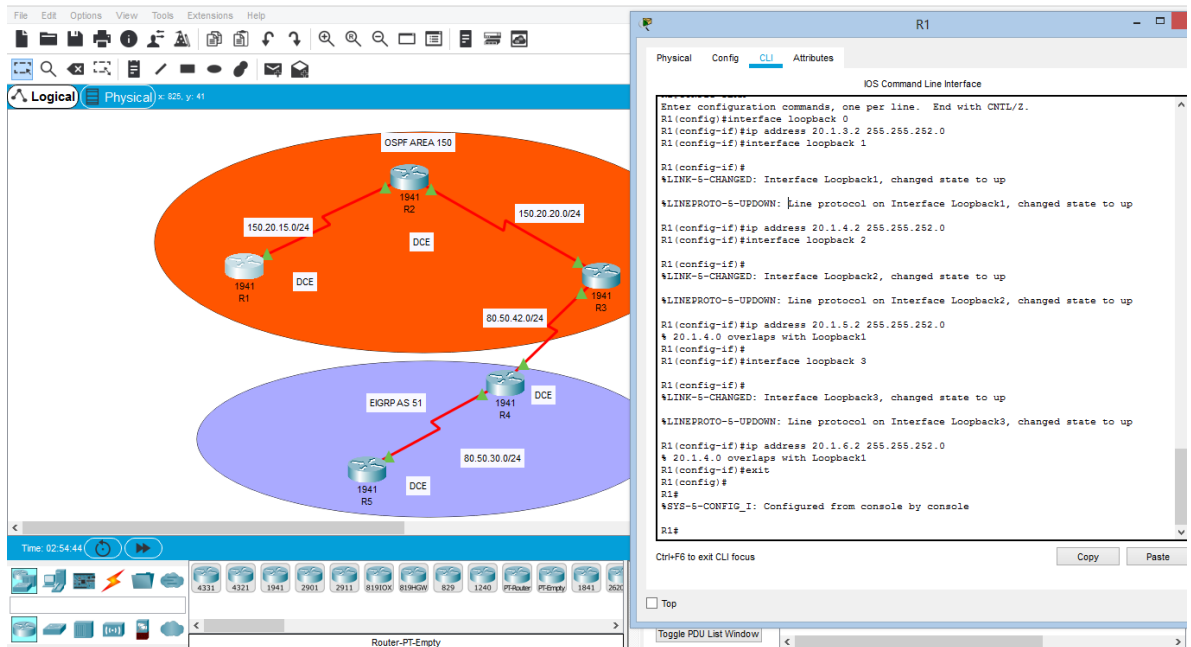 File Edit Options View Tools Extensions Help
Logical
Physical
x: 825, y: 41
OSPF AREA 150
1941
R2
150.20.15.0/24
150.20.20.0/24
DCE
1941
R1
DCE
1941
R3
80.50.42.0/24
EIGRP AS 51
1941
R4
DCE
80.50.30.0/24
1941
R5
DCE
Time: 02:54:44
4331 4321 1941 2901 2911 819IOX 819HGW 829 1240 PT-Router PT-Empty 1841 2620
Router-PT-Empty
R1
Physical Config CLI Attributes
IOS Command Line Interface
Enter configuration commands, one per line. End with CNTL/Z.
R1(config)#interface loopback 0
R1(config-if)#ip address 20.1.3.2 255.255.252.0
R1(config-if)#interface loopback 1
R1(config-if)#
%LINK-5-CHANGED: Interface Loopback1, changed state to up
%LINEPROTO-5-UPDOWN: Line protocol on Interface Loopback1, changed state to up
R1(config-if)#ip address 20.1.4.2 255.255.252.0
R1(config-if)#interface loopback 2
R1(config-if)#
%LINK-5-CHANGED: Interface Loopback2, changed state to up
%LINEPROTO-5-UPDOWN: Line protocol on Interface Loopback2, changed state to up
R1(config-if)#ip address 20.1.5.2 255.255.252.0
% 20.1.4.0 overlaps with Loopback1
R1(config-if)#
R1(config-if)#interface loopback 3
R1(config-if)#
%LINK-5-CHANGED: Interface Loopback3, changed state to up
%LINEPROTO-5-UPDOWN: Line protocol on Interface Loopback3, changed state to up
R1(config-if)#ip address 20.1.6.2 255.255.252.0
% 20.1.4.0 overlaps with Loopback1
R1(config-if)#exit
R1(config)#
R1#
%SYS-5-CONFIG_I: Configured from console by console
R1#
Ctrl+F6 to exit CLI focus
Copy
Paste
Top
Toggle PDU List Window